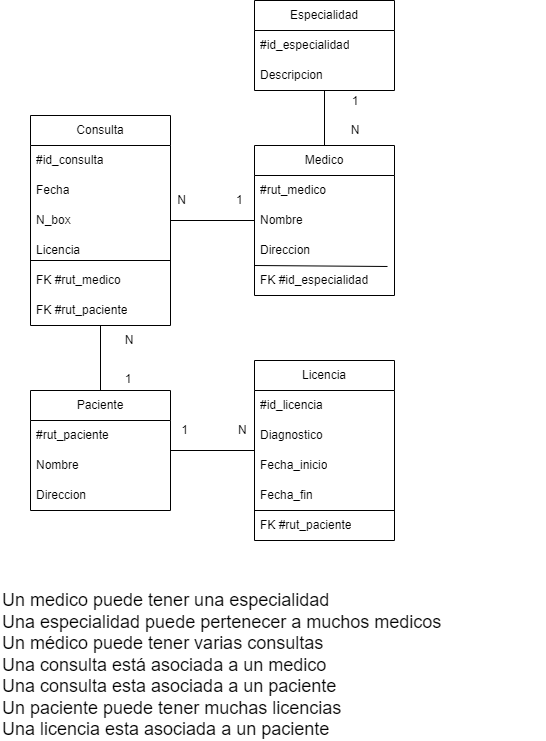 Especialidad
#id_especialidad
Descripcion
1
N
Consulta
#id_consulta
Fecha
N_box
Licencia
FK #rut_medico
FK #rut_paciente
N
1
Medico
#rut_medico
Nombre
Direccion
FK #id_especialidad
N
1
Paciente
#rut_paciente
Nombre
Direccion
1
N
Licencia
#id_licencia
Diagnostico
Fecha_inicio
Fecha_fin
FK #rut_paciente
Un medico puede tener una especialidad
Una especialidad puede pertenecer a muchos medicos
Un médico puede tener varias consultas
Una consulta está asociada a un medico
Una consulta esta asociada a un paciente
Un paciente puede tener muchas licencias
Una licencia esta asociada a un paciente